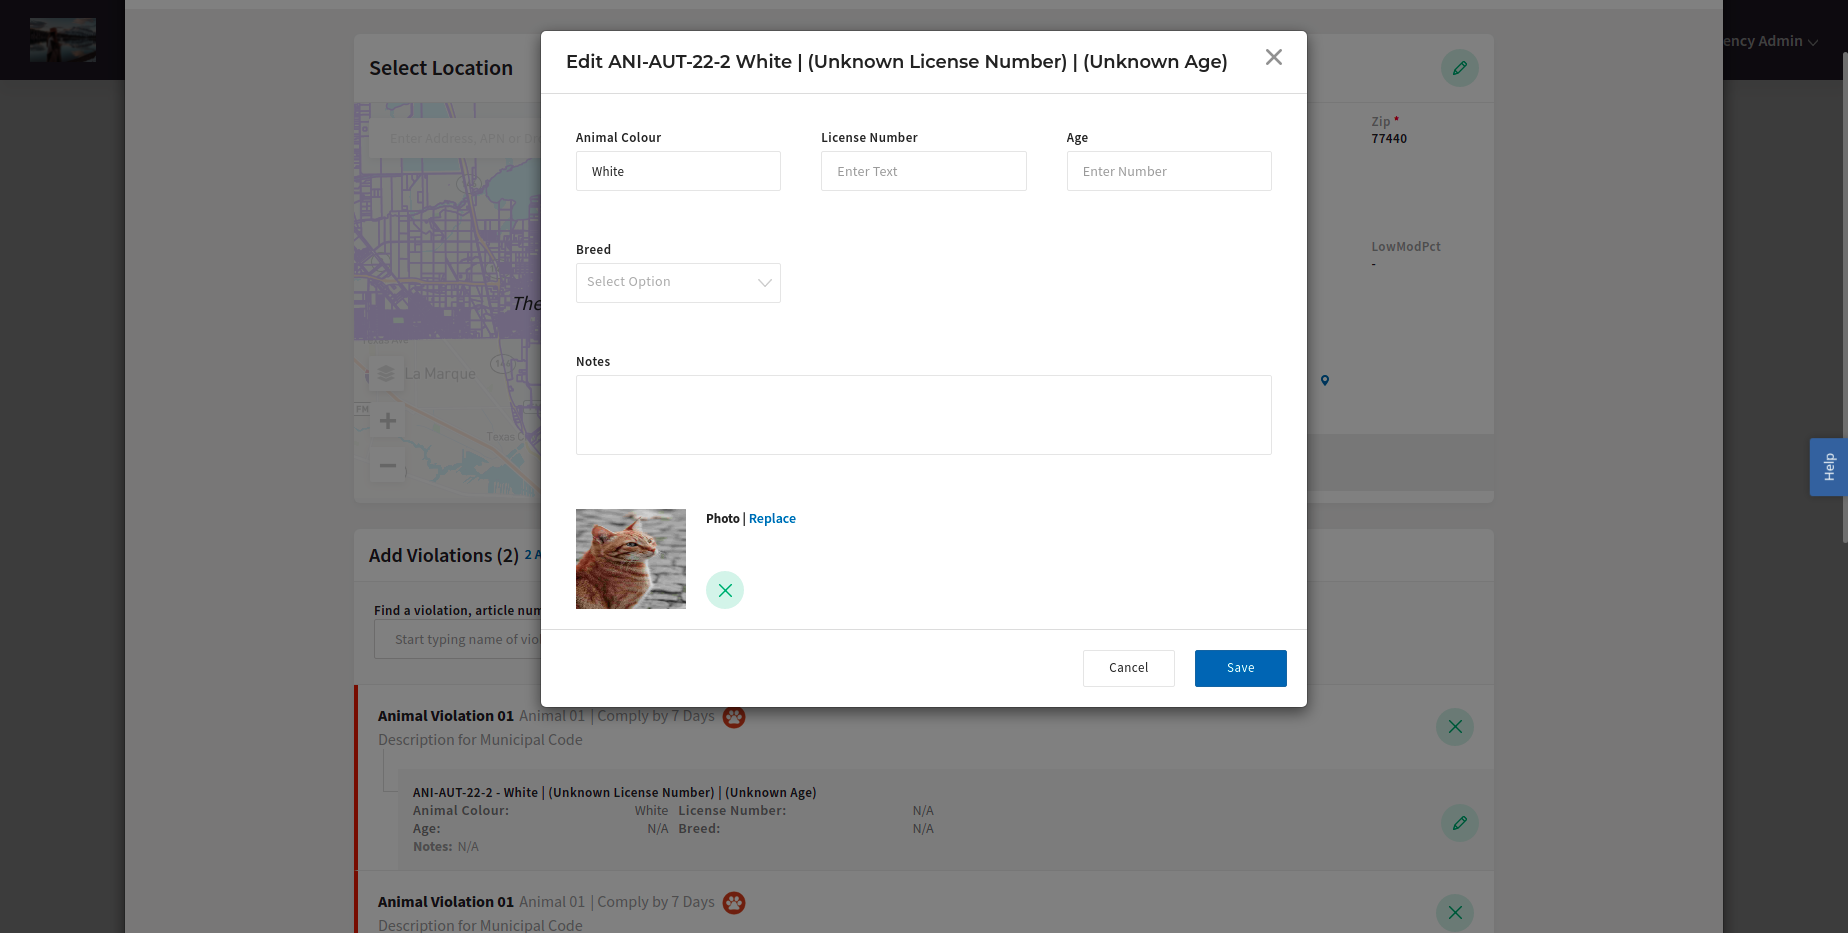 ency Admin
Select Location
Edit ANI-AUT-22-2 White | (Unknown License Number) | (Unknown Age)
Enter Address, APN or
Zip *
77440
LowModPct
-
The
La Marque
FM
Texas
Animal Colour
License Number
Age
White
Enter Text
Enter Number
Breed
Select Option
Notes
Photo | Replace
Cancel
Save
Help
Add Violations (2) 2 A
Find a violation, article num
Start typing name of viol
Animal Violation 01 Animal 01 | Comply by 7 Days
Description for Municipal Code
ANI-AUT-22-2 - White | (Unknown License Number) | (Unknown Age)
Animal Colour: White License Number: N/A
Age: N/A Breed: N/A
Notes: N/A
Animal Violation 01 Animal 01 | Comply by 7 Days
Description for Municipal Code